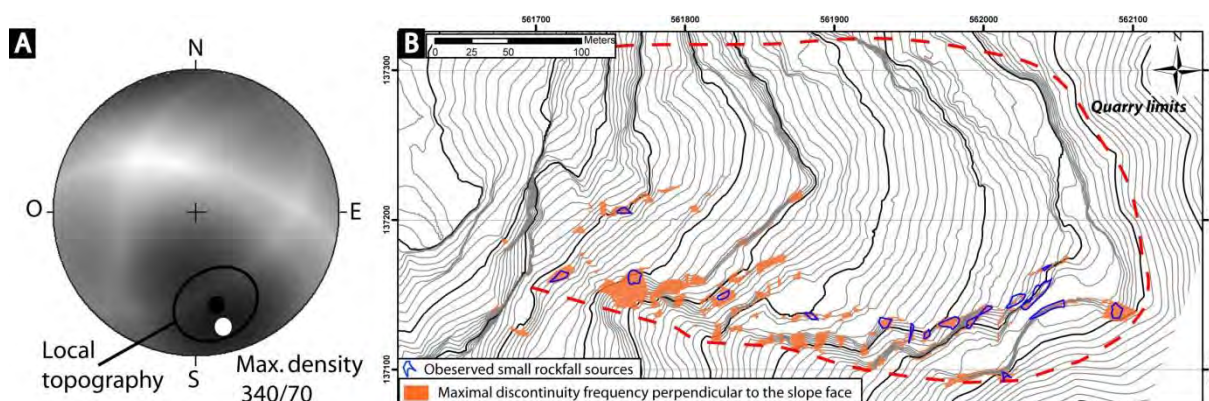 A
N
O
E
S
Local
topography
Max. density
340/70
B
561700
561800
561900
562000
562100
Meters
0 25 50 100
137300
137200
137100
N
Quarry limits
Obeserved small rockfall sources
Maximal discontinuity frequency perpendicular to the slope face